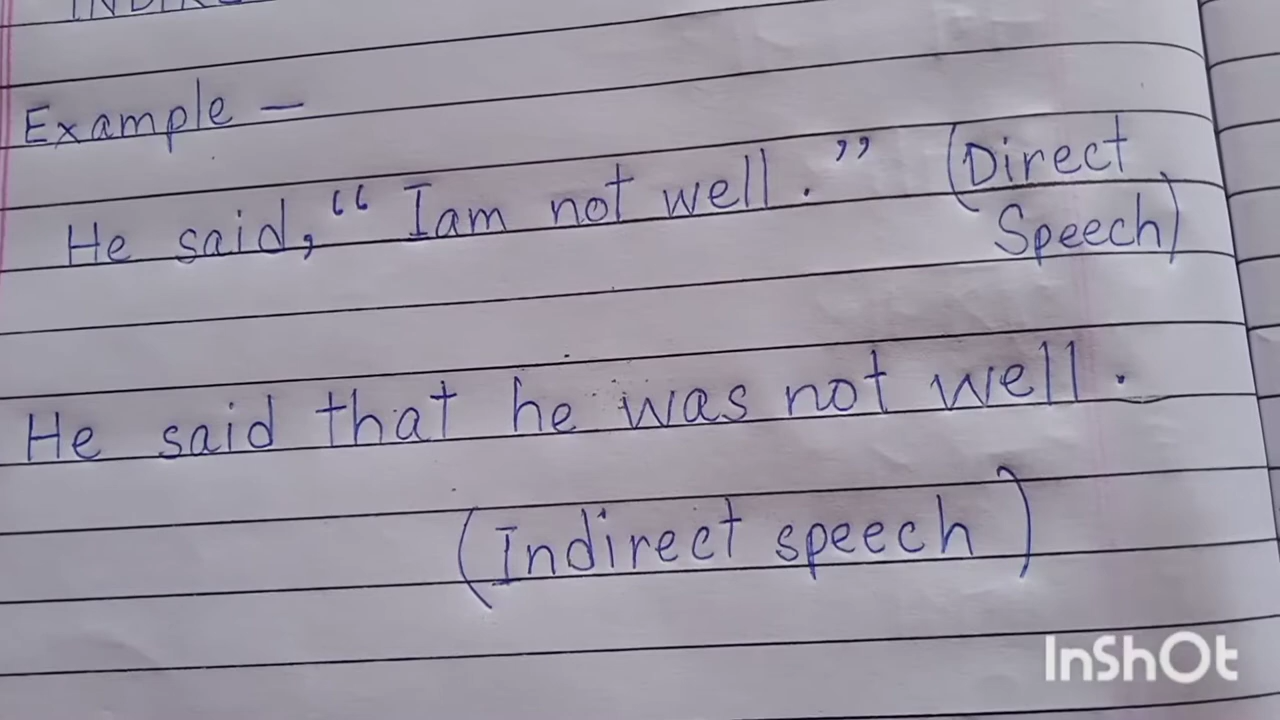 Example –
He said, “ Iam not well . ” (Direct
Speech)
He said that he was not well .
(Indirect speech)
InShOt